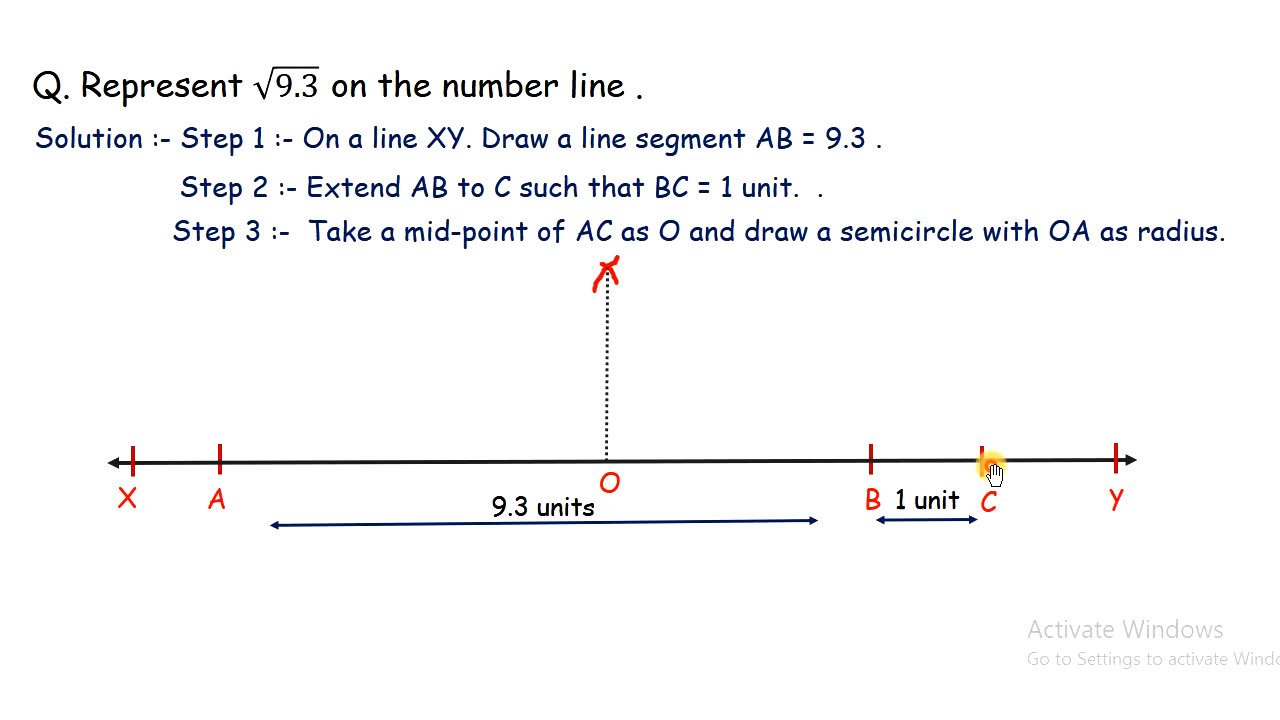 Q. Represent √9.3 on the number line .
Solution :- Step 1 :- On a line XY. Draw a line segment AB = 9.3 .
Step 2 :- Extend AB to C such that BC = 1 unit. .
Step 3 :- Take a mid-point of AC as O and draw a semicircle with OA as radius.
X A O B C Y
9.3 units 1 unit
Activate Windows
Go to Settings to activate Windo